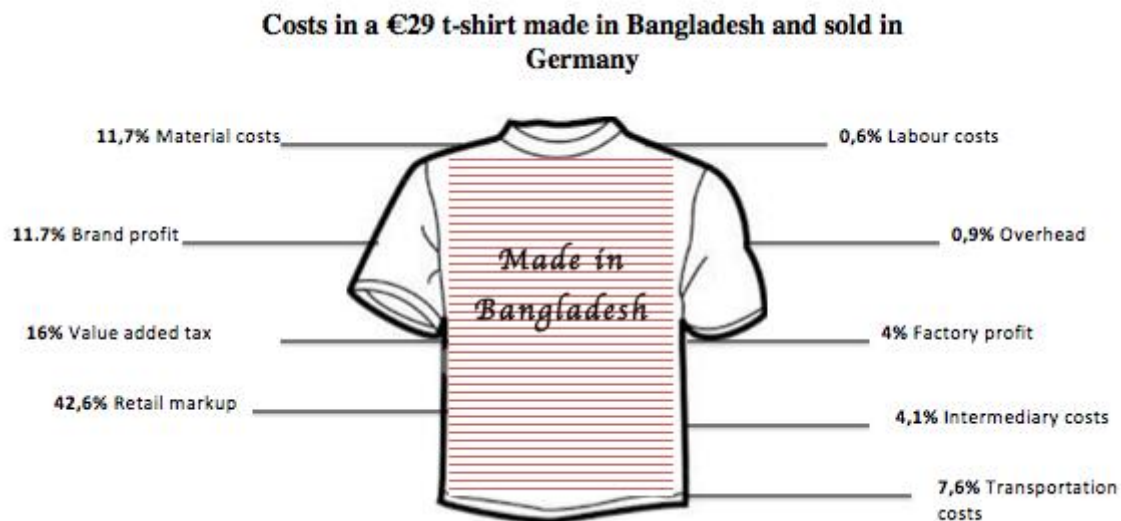 Costs in a €29 t-shirt made in Bangladesh and sold in
Germany
11,7% Material costs
0,6% Labour costs
11.7% Brand profit
0,9% Overhead
Made in
Bangladesh
16% Value added tax
4% Factory profit
42,6% Retail markup
4,1% Intermediary costs
7,6% Transportation
costs